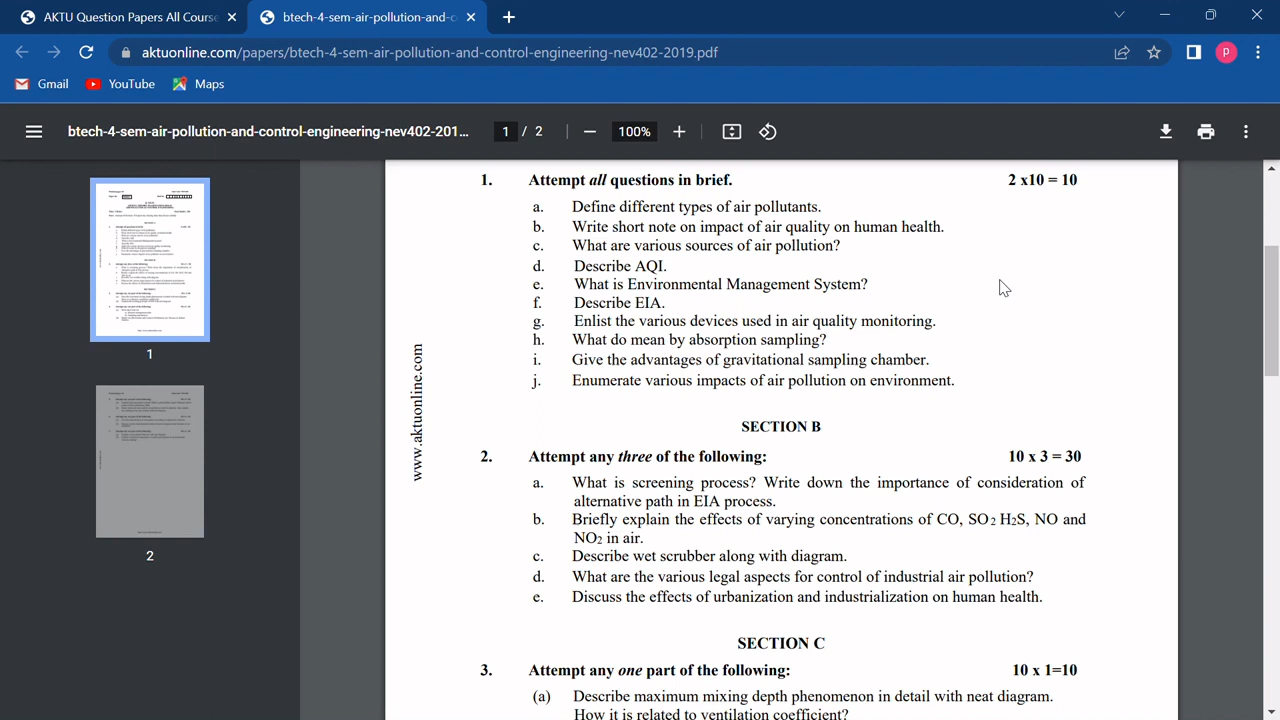 AKTU Question Papers All Course
btech-4-sem-air-pollution-and-co
aktuonline.com/papers/btech-4-sem-air-pollution-and-control-engineering-nev402-2019.pdf
P
Gmail
YouTube
Maps
btech-4-sem-air-pollution-and-control-engineering-nev402-201...
1 / 2
100%
1. Attempt all questions in brief. 2 x10 = 10
a. Define different types of air pollutants.
b. Write short note on impact of air quality on human health.
c. What are various sources of air pollution?
d. Describe AQI.
e. What is Environmental Management System?
f. Describe EIA.
g. Enlist the various devices used in air quality monitoring.
h. What do mean by absorption sampling?
i. Give the advantages of gravitational sampling chamber.
j. Enumerate various impacts of air pollution on environment.
www.aktuonline.com
SECTION B
2. Attempt any three of the following: 10 x 3 = 30
a. What is screening process? Write down the importance of consideration of
alternative path in EIA process.
b. Briefly explain the effects of varying concentrations of CO, SO2 H2S, NO and
NO2 in air.
c. Describe wet scrubber along with diagram.
d. What are the various legal aspects for control of industrial air pollution?
e. Discuss the effects of urbanization and industrialization on human health.
SECTION C
3. Attempt any one part of the following: 10 x 1=10
(a) Describe maximum mixing depth phenomenon in detail with neat diagram.
How it is related to ventilation coefficient?
1
2